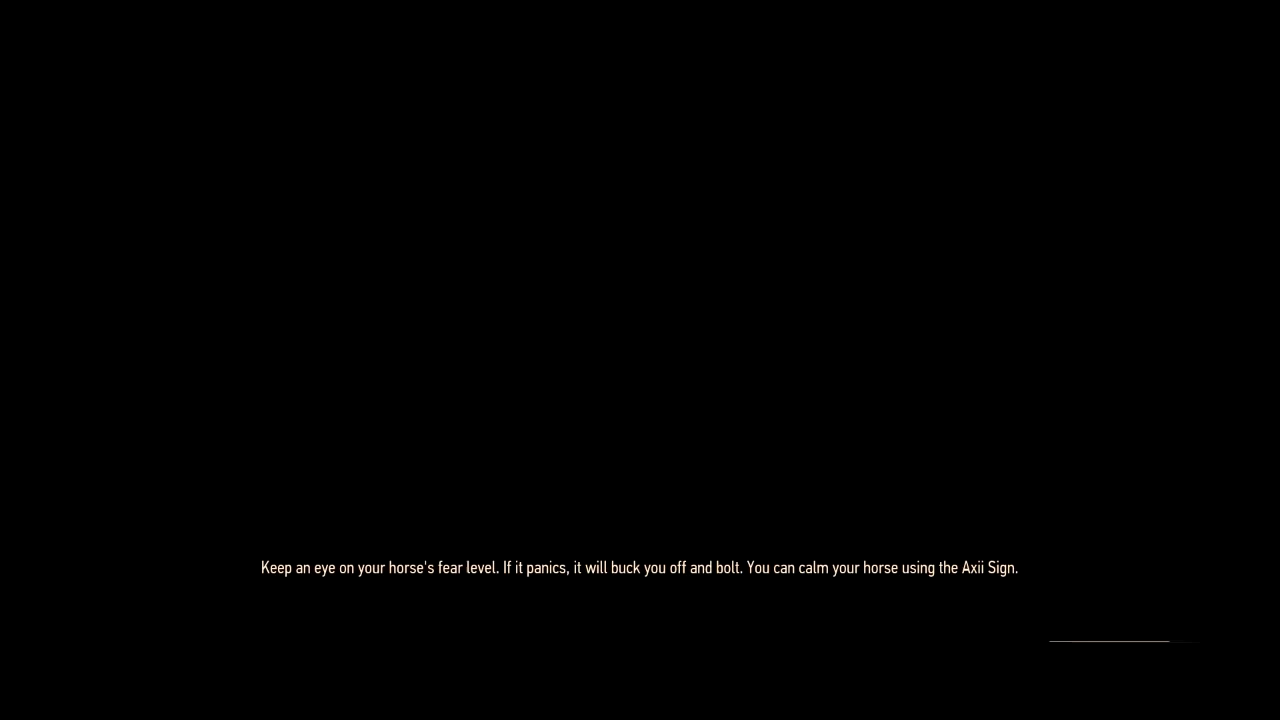 Keep an eye on your horse's fear level. If it panics, it will buck you off and bolt. You can calm your horse using the Axii Sign.